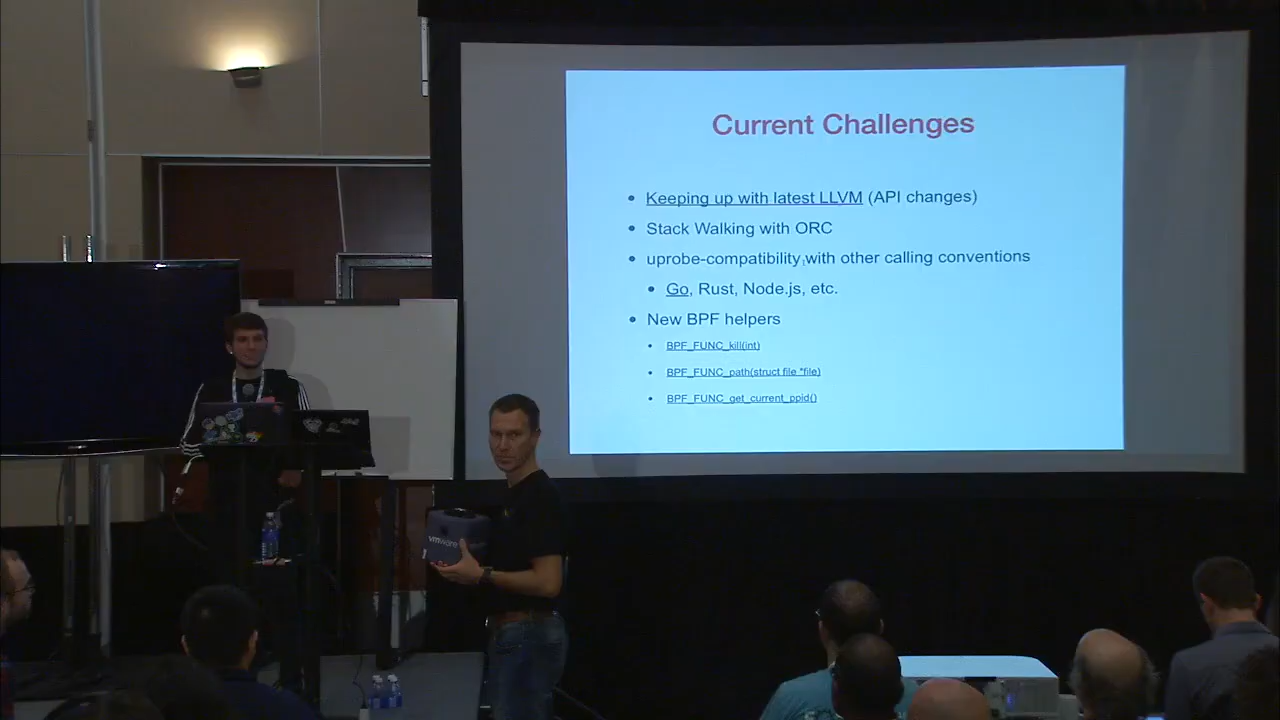 Current Challenges
• Keeping up with latest LLVM (API changes)
• Stack Walking with ORC
• uprobe-compatibility with other calling conventions
• Go, Rust, Node.js, etc.
• New BPF helpers
• BPF_FUNC_kill(int)
• BPF_FUNC_path(struct file *file)
• BPF_FUNC_get_current_ppid()
vmware